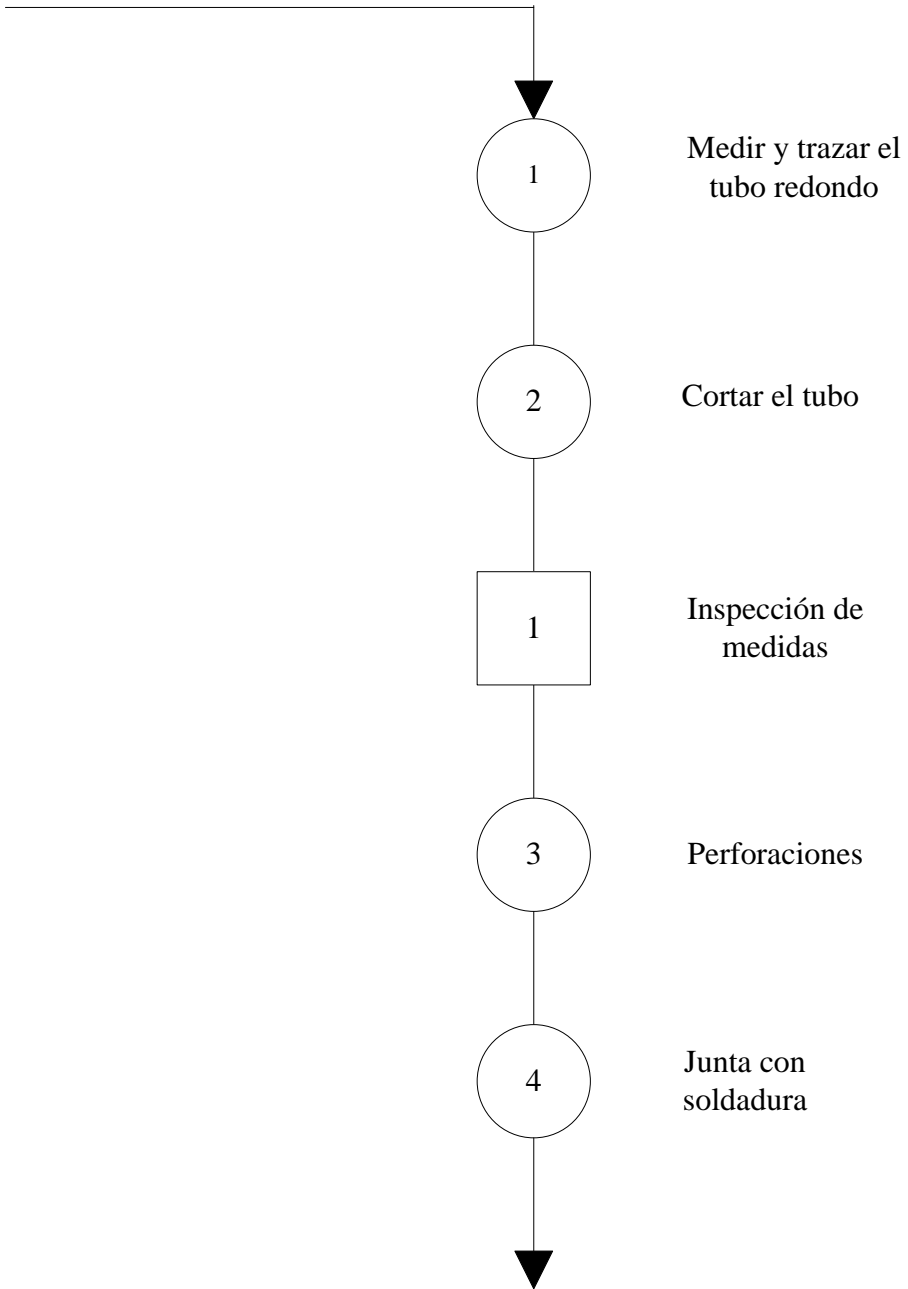 1
Medir y trazar el
tubo redondo
2
Cortar el tubo
1
Inspección de
medidas
3
Perforaciones
4
Junta con
soldadura